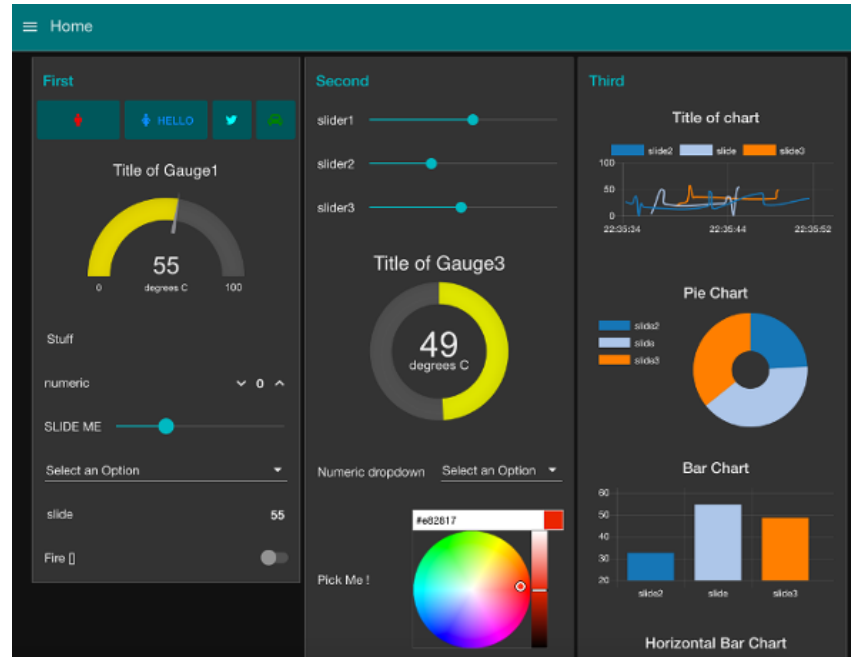 Home
First
HELLO
Title of Gauge1
55
degrees C
0
100
Stuff
numeric
0
SLIDE ME
Select an Option
slide 55
Fire []
Second
slider1
slider2
slider3
Title of Gauge3
49
degrees C
Numeric dropdown Select an Option
#e82817
Pick Me !
Third
Title of chart
slide2 slide slide3
100
50
0
22:35:34 22:35:44 22:35:52
Pie Chart
slide2
slide
slide3
Bar Chart
60
50
40
30
20
slide2 slide slide3
Horizontal Bar Chart